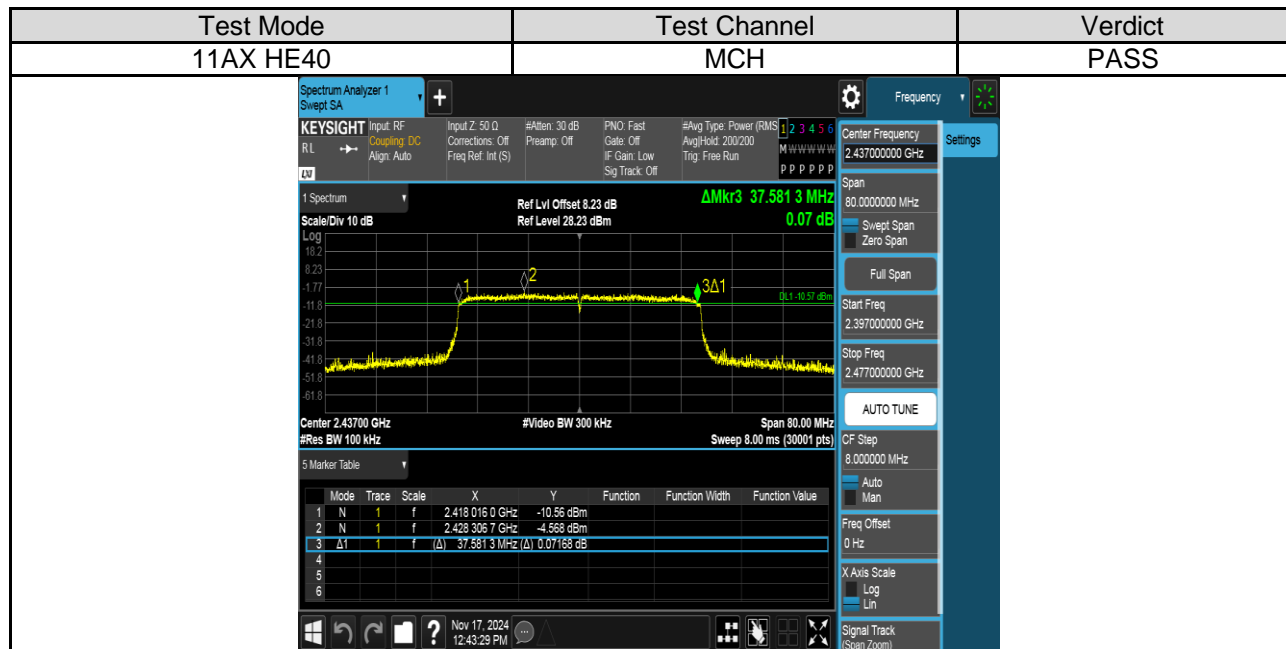 Test Mode Test Channel Verdict
11AX HE40 MCH PASS
Spectrum Analyzer 1
Swept SA
+
Frequency
KEYSIGHT
RL
LXI
Input: RF
Coupling: DC
Align: Auto
Input Z: 50 Ω
Corrections: Off
Freq Ref: Int (S)
#Atten: 30 dB
Preamp: Off
PNO: Fast
Gate: Off
IF Gain: Low
Sig Track: Off
#Avg Type: Power (RMS
Avg|Hold: 200/200
Trig: Free Run
1 2 3 4 5 6
M W W W W W
P P P P P P
1 Spectrum
Scale/Div 10 dB
Ref Lvl Offset 8.23 dB
Ref Level 28.23 dBm
ΔMkr3 37.581 3 MHz
0.07 dB
Log
18.2
8.23
-1.77
-11.8
-21.8
-31.8
-41.8
-51.8
-61.8
1
2
3Δ1
DL1 -10.57 dBm
Center 2.43700 GHz
#Res BW 100 kHz
#Video BW 300 kHz
Span 80.00 MHz
Sweep 8.00 ms (30001 pts)
5 Marker Table
Mode Trace Scale X Y Function Function Width Function Value
1 N 1 f 2.418 016 0 GHz -10.56 dBm
2 N 1 f 2.428 306 7 GHz -4.568 dBm
3 Δ1 1 f (Δ) 37.581 3 MHz (Δ) 0.07168 dB
4
5
6
?
Nov 17, 2024
12:43:29 PM
Center Frequency
2.437000000 GHz
Settings
Span
80.0000000 MHz
Swept Span
Zero Span
Full Span
Start Freq
2.397000000 GHz
Stop Freq
2.477000000 GHz
AUTO TUNE
CF Step
8.000000 MHz
Auto
Man
Freq Offset
0 Hz
X Axis Scale
Log
Lin
Signal Track
(Span Zoom)